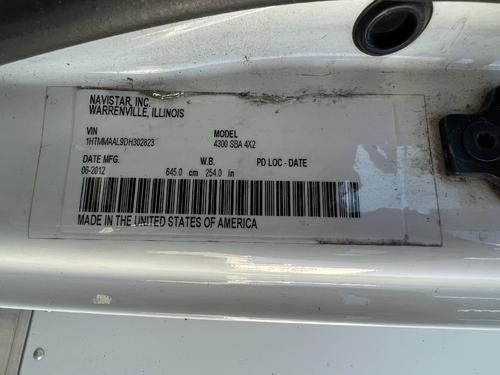 NAVISTAR, INC.
WARRENVILLE, ILLINOIS
VIN MODEL
1HTMMAAL9DH302823 4300 SBA 4X2
DATE MFG. W.B. PD LOC - DATE
06-2012 645.0 cm 254.0 in
MADE IN THE UNITED STATES OF AMERICA